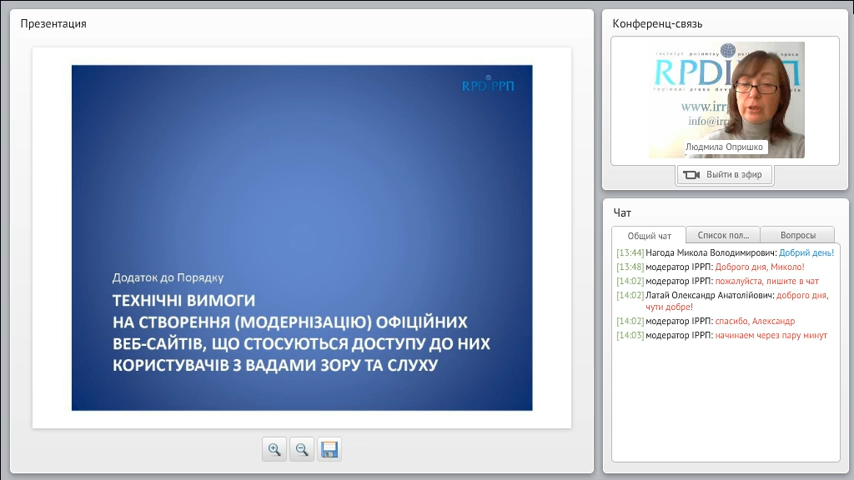 Презентация
RPDI ІРРП
Додаток до Порядку
ТЕХНІЧНІ ВИМОГИ
НА СТВОРЕННЯ (МОДЕРНІЗАЦІЮ) ОФІЦІЙНИХ
ВЕБ-САЙТІВ, ЩО СТОСУЮТЬСЯ ДОСТУПУ ДО НИХ
КОРИСТУВАЧІВ З ВАДАМИ ЗОРУ ТА СЛУХУ
Конференц-связь
RPDI
www.irr
info@irr
Людмила Опришко
Выйти в эфир
Чат
Общий чат
Список пол...
Вопросы
[13:44] Нагода Микола Володимирович: Добрий день!
[13:48] модератор ІРРП: Доброго дня, Миколо!
[14:02] модератор ІРРП: пожалуйста, пишите в чат
[14:02] Латай Олександр Анатолійович: доброго дня,
чути добре!
[14:02] модератор ІРРП: спасибо, Александр
[14:03] модератор ІРРП: начинаем через пару минут